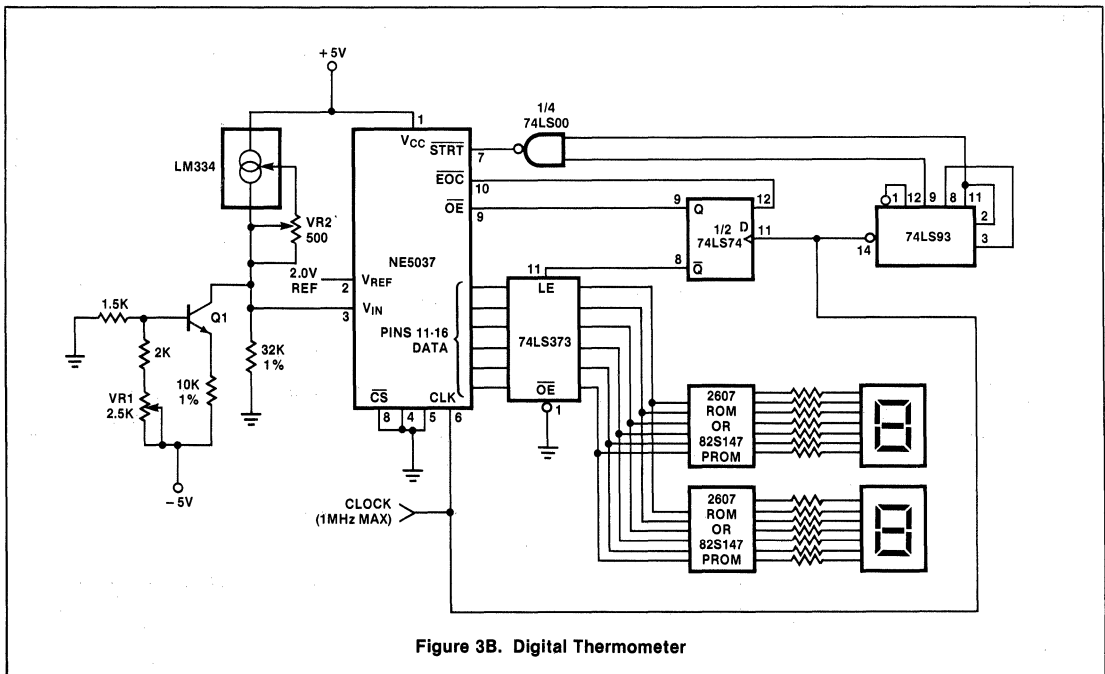 +5V
LM334
VR2
500
2.0V
REF
1.5K
Q1
2K
VR1
2.5K
10K
1%
32K
1%
−5V
1
VCC
STRT
7
EOC
10
OE
9
NE5037
VREF
2
VIN
3
PINS 11-16
DATA
CS
CLK
8
4
5
6
CLOCK
(1MHz MAX)
1/4
74LS00
9
Q
12
1/2
D
74LS74
11
8
Q
1
12
9
8
11
2
3
14
74LS93
11
LE
74LS373
OE
1
2607
ROM
OR
82S147
PROM
8
2607
ROM
OR
82S147
PROM
8
Figure 3B. Digital Thermometer